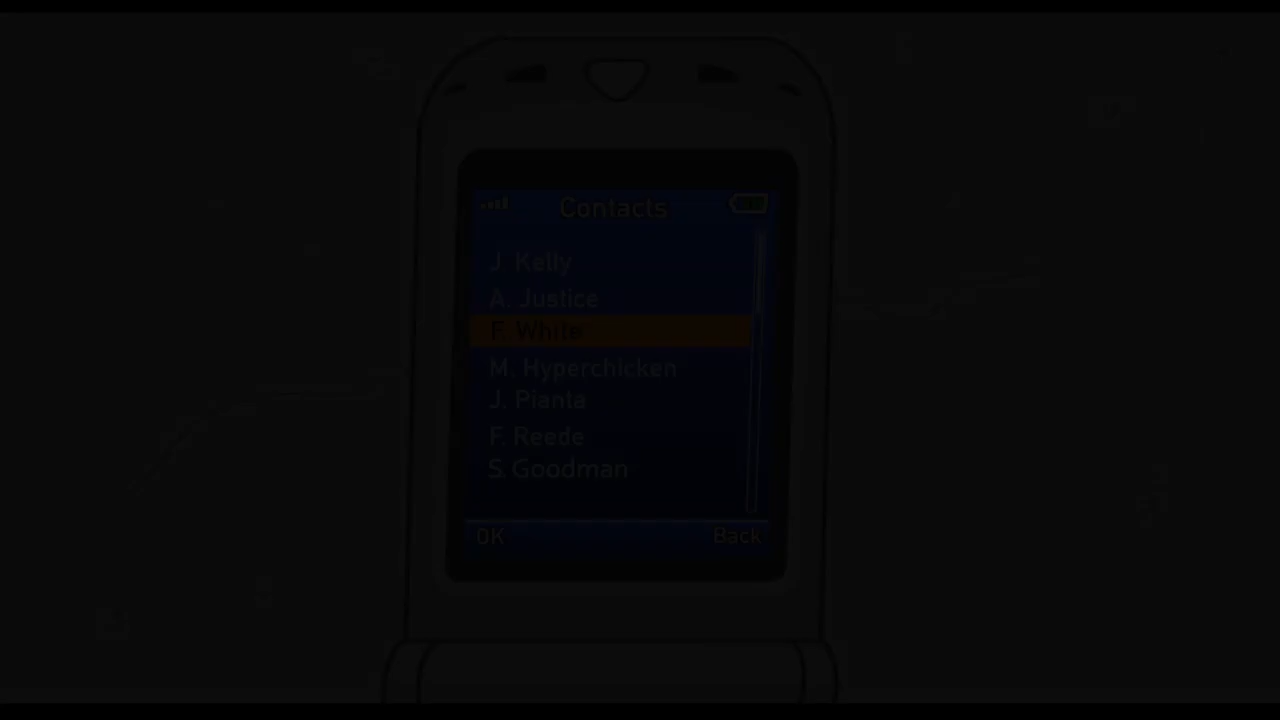 Contacts
J. Kelly
A. Justice
F. White
M. Hyperchicken
J. Pianta
F. Reede
S. Goodman
OK
Back